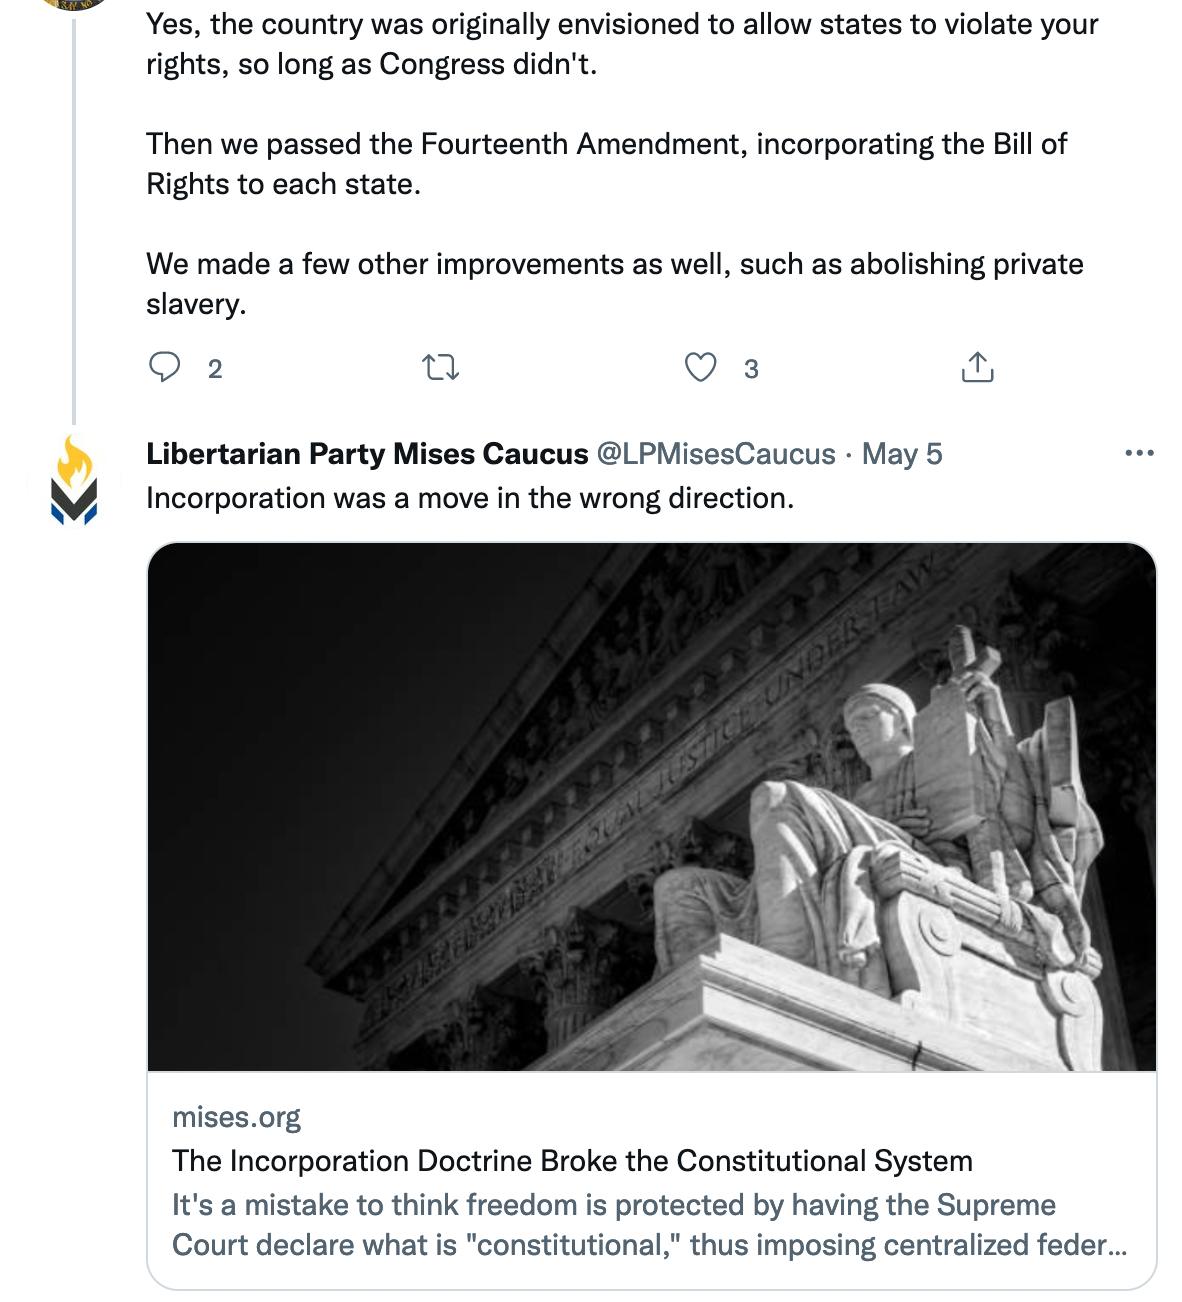 Yes, the country was originally envisioned to allow states to violate your
rights, so long as Congress didn't.
Then we passed the Fourteenth Amendment, incorporating the Bill of
Rights to each state.
We made a few other improvements as well, such as abolishing private
slavery.
2
3
Libertarian Party Mises Caucus @LPMisesCaucus · May 5
Incorporation was a move in the wrong direction.
EQUAL JUSTICE UNDER LAW
mises.org
The Incorporation Doctrine Broke the Constitutional System
It's a mistake to think freedom is protected by having the Supreme
Court declare what is "constitutional," thus imposing centralized feder...